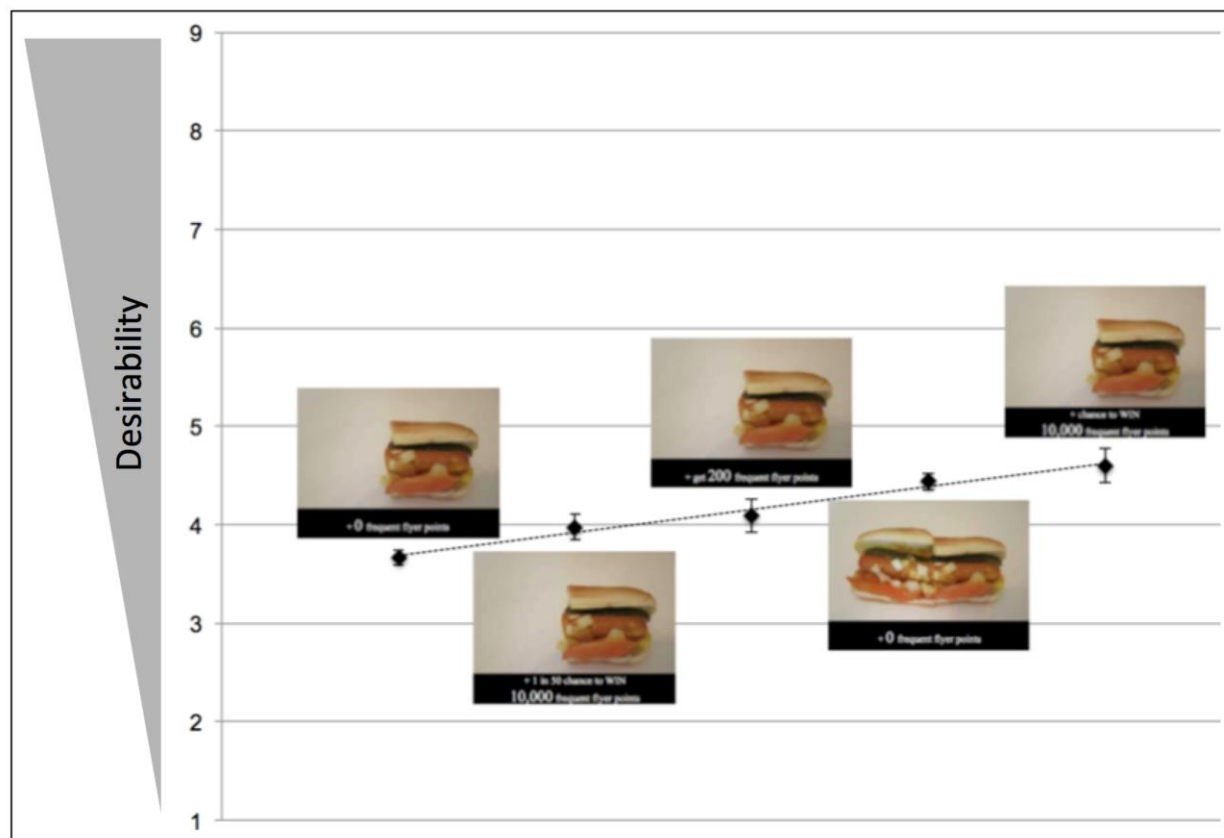 Desirability
9
8
7
6
5
4
3
2
1
+ 0 frequent flyer points
+ 1 in 50 chance to WIN
10,000 frequent flyer points
+ get 200 frequent flyer points
+ 0 frequent flyer points
+ chance to WIN
10,000 frequent flyer points